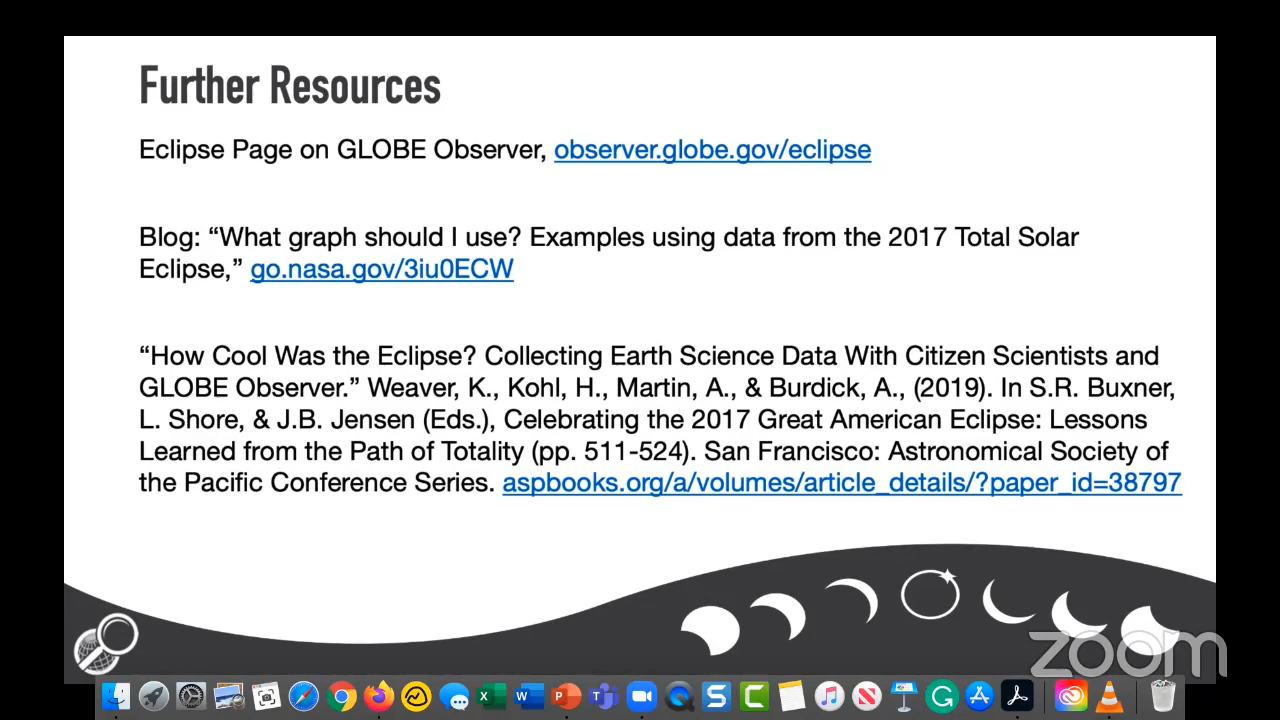 Further Resources
Eclipse Page on GLOBE Observer, observer.globe.gov/eclipse
Blog: “What graph should I use? Examples using data from the 2017 Total Solar
Eclipse,” go.nasa.gov/3iu0ECW
“How Cool Was the Eclipse? Collecting Earth Science Data With Citizen Scientists and
GLOBE Observer.” Weaver, K., Kohl, H., Martin, A., & Burdick, A., (2019). In S.R. Buxner,
L. Shore, & J.B. Jensen (Eds.), Celebrating the 2017 Great American Eclipse: Lessons
Learned from the Path of Totality (pp. 511-524). San Francisco: Astronomical Society of
the Pacific Conference Series. aspbooks.org/a/volumes/article_details/?paper_id=38797
zoom